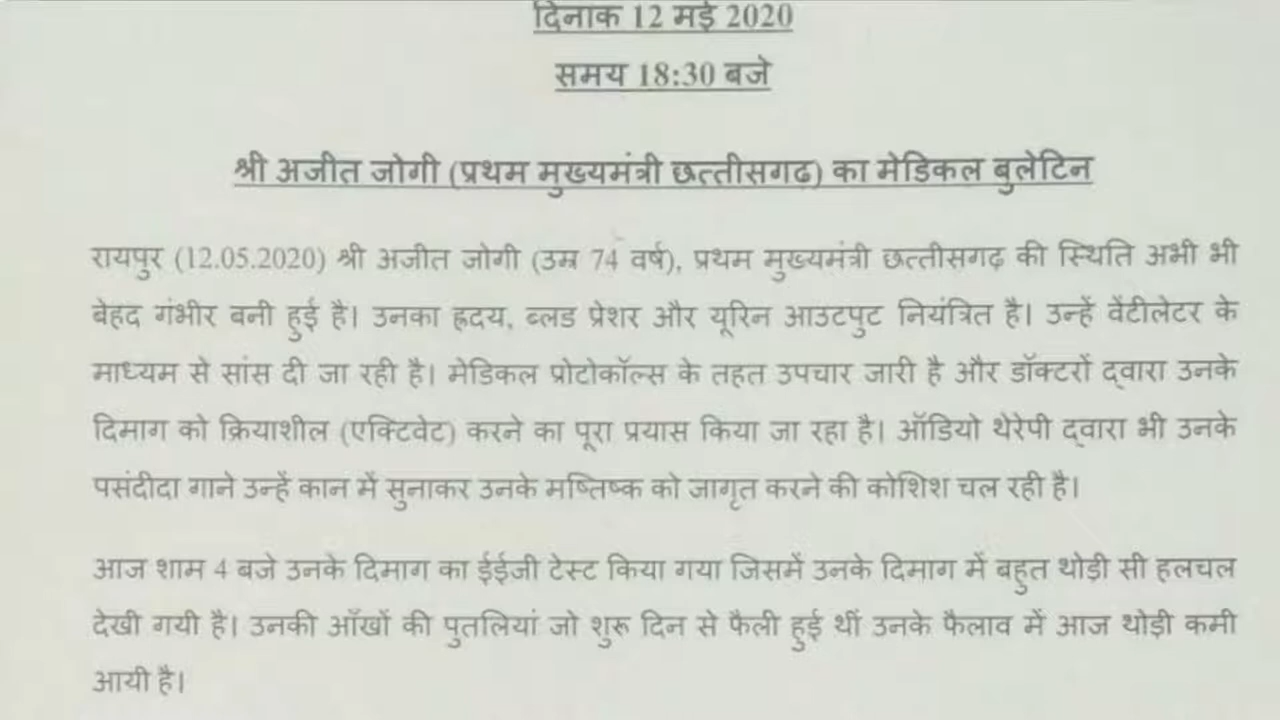 दिनाक 12 मई 2020
समय 18:30 बजे
श्री अजीत जोगी (प्रथम मुख्यमंत्री छत्तीसगढ) का मेडिकल बुलेटिन
रायपुर (12.05.2020) श्री अजीत जोगी (उम्र 74 वर्ष), प्रथम मुख्यमंत्री छत्तीसगढ़ की स्थिति अभी भी
बेहद गंभीर बनी हुई है। उनका ह्रदय, ब्लड प्रेशर और यूरिन आउटपुट नियंत्रित है। उन्हें वेंटीलेटर के
माध्यम से सांस दी जा रही है। मेडिकल प्रोटोकॉल्स के तहत उपचार जारी है और डॉक्टरों द्वारा उनके
दिमाग को क्रियाशील (एक्टिवेट) करने का पूरा प्रयास किया जा रहा है। ऑडियो थेरेपी द्वारा भी उनके
पसंदीदा गाने उन्हें कान में सुनाकर उनके मष्तिष्क को जागृत करने की कोशिश चल रही है।
आज शाम 4 बजे उनके दिमाग का ईईजी टेस्ट किया गया जिसमें उनके दिमाग में बहुत थोड़ी सी हलचल
देखी गयी है। उनकी आँखों की पुतलियां जो शुरू दिन से फैली हुई थीं उनके फैलाव में आज थोड़ी कमी
आयी है।